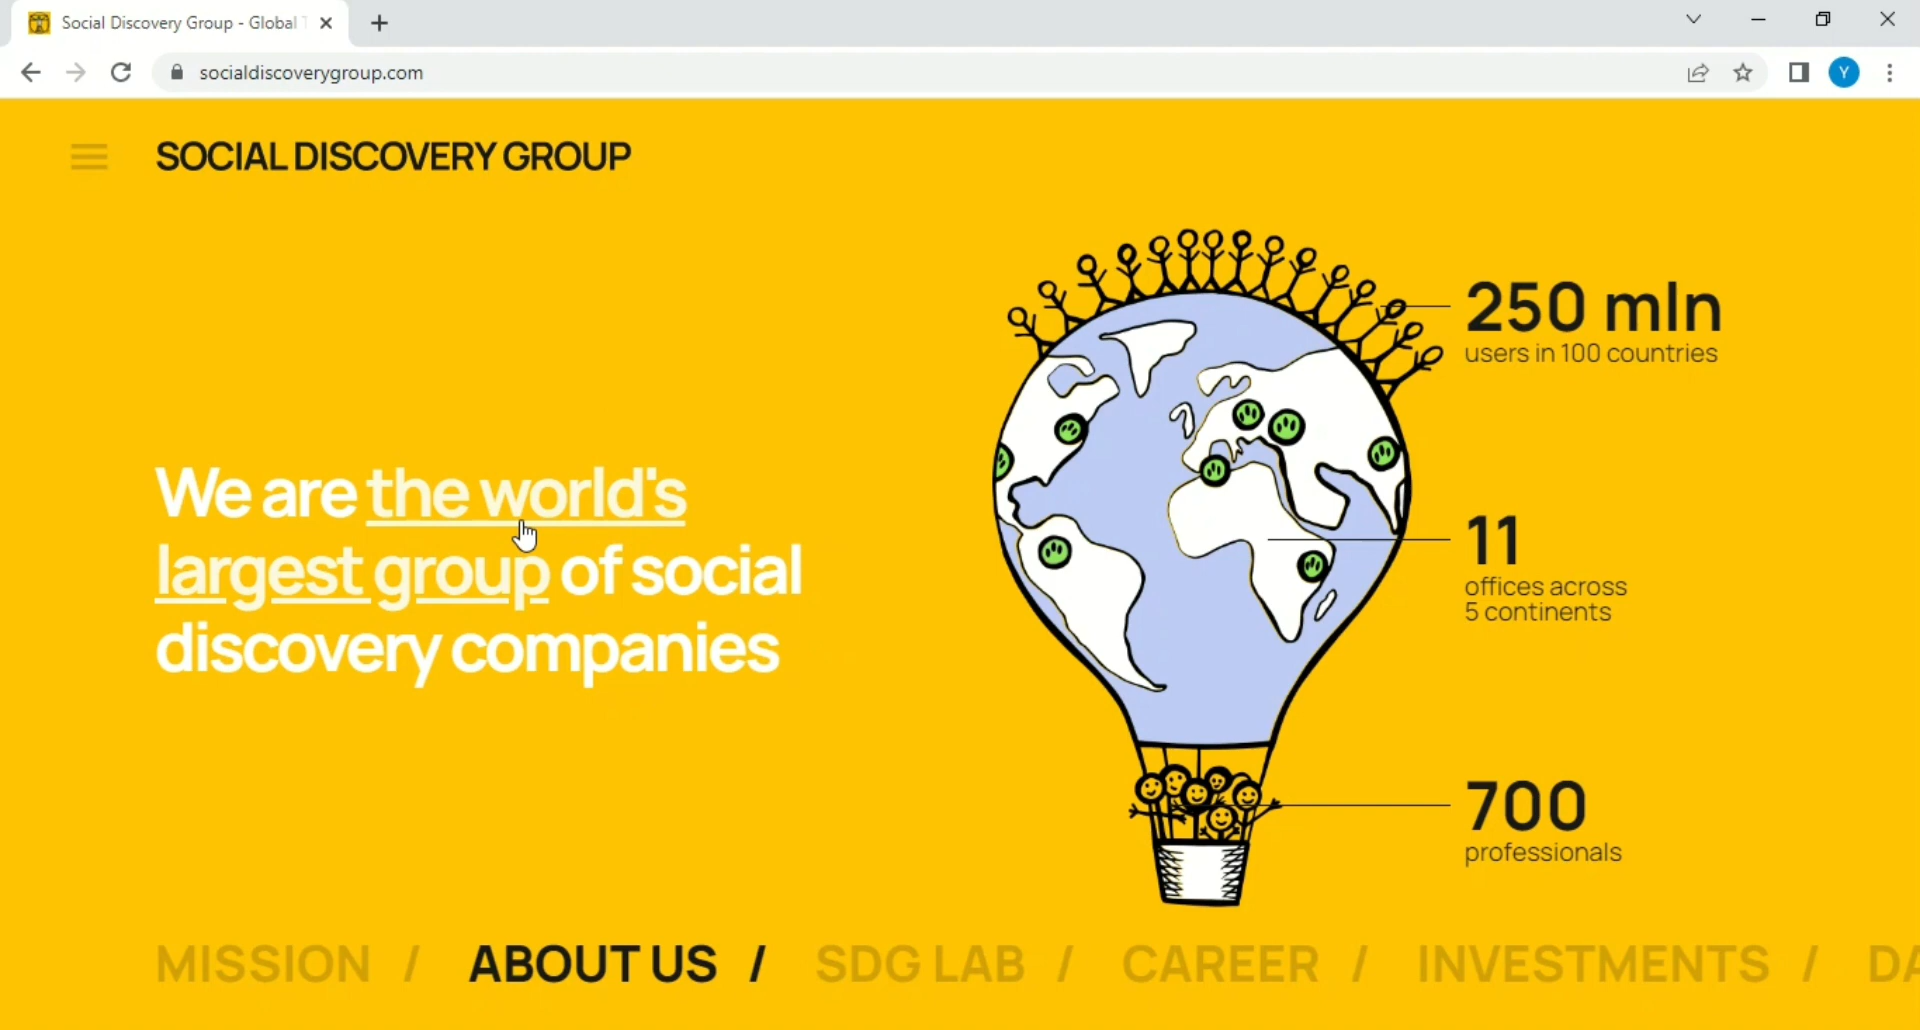 Social Discovery Group - Global
socialdiscoverygroup.com
Y
SOCIAL DISCOVERY GROUP
250 mln
users in 100 countries
We are the world's
largest group of social
discovery companies
11
offices across
5 continents
700
professionals
MISSION / ABOUT US / SDG LAB / CAREER / INVESTMENTS /